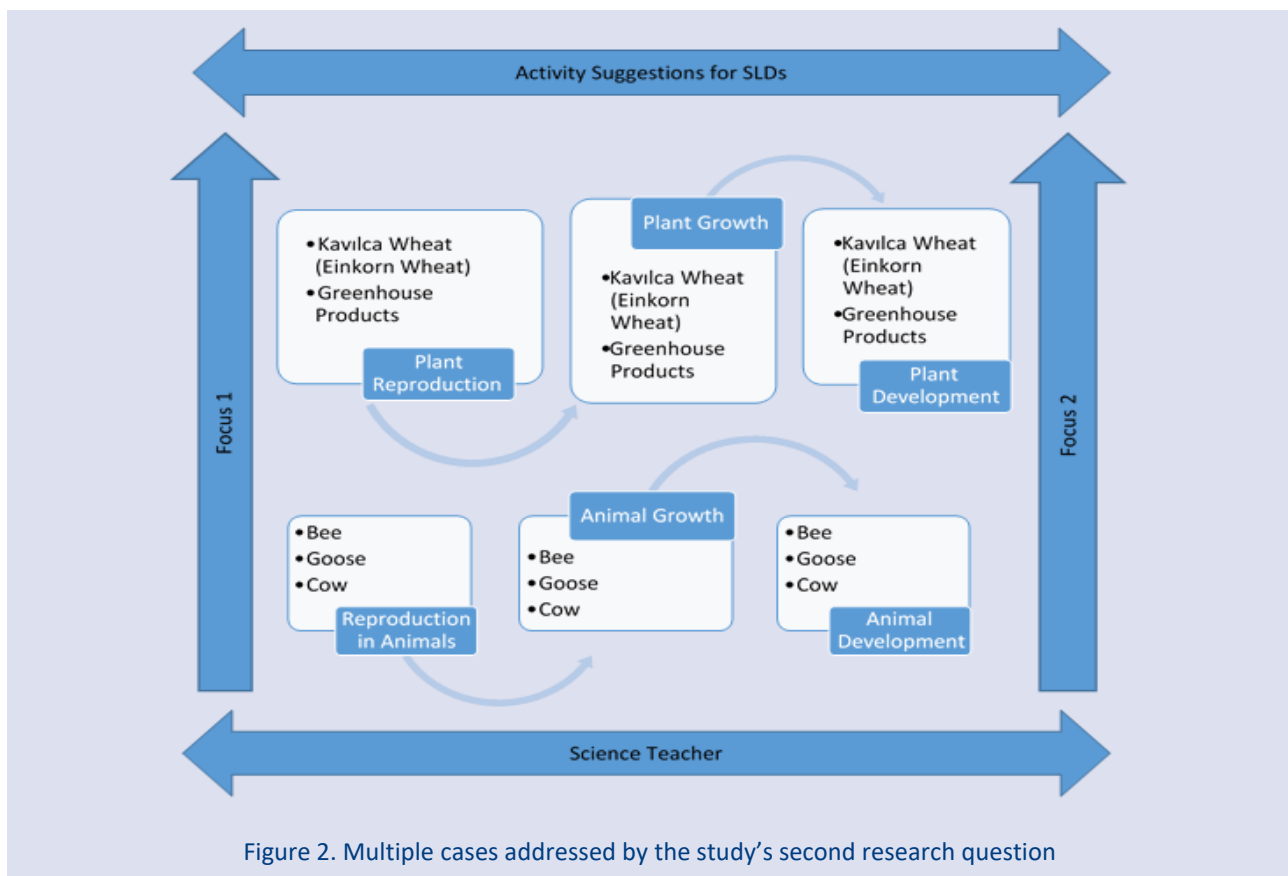 Activity Suggestions for SLDs
Focus 1
•Kavılca Wheat
(Einkorn Wheat)
•Greenhouse
Products
Plant
Reproduction
Plant Growth
•Kavılca Wheat
(Einkorn
Wheat)
•Greenhouse
Products
•Kavılca Wheat
(Einkorn
Wheat)
•Greenhouse
Products
Plant
Development
•Bee
•Goose
•Cow
Reproduction
in Animals
Animal Growth
•Bee
•Goose
•Cow
•Bee
•Goose
•Cow
Animal
Development
Focus 2
Science Teacher
Figure 2. Multiple cases addressed by the study’s second research question